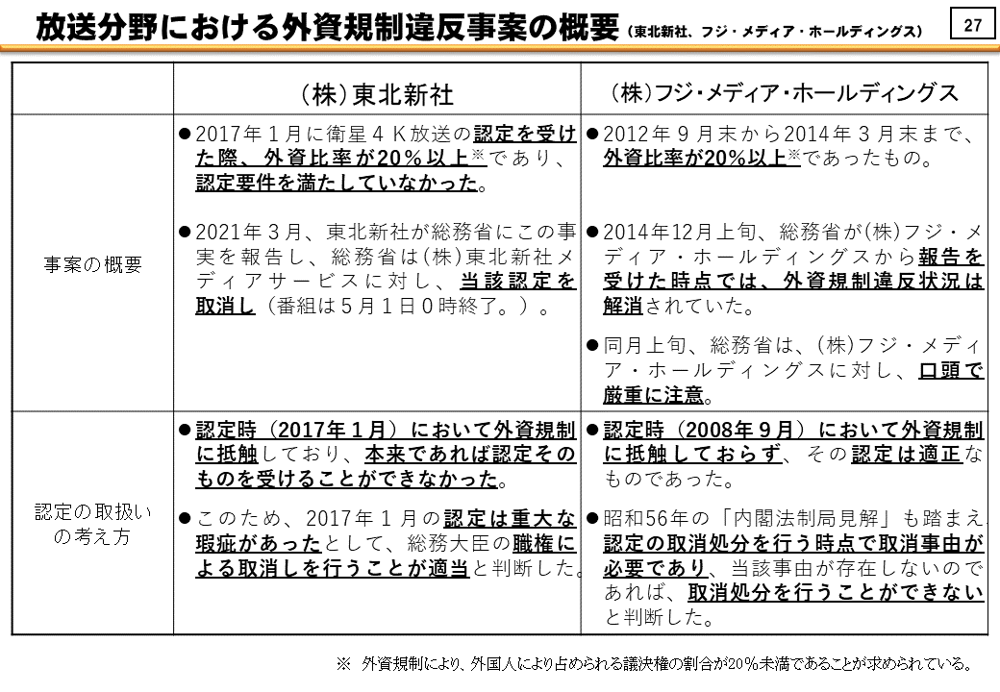 放送分野における外資規制違反事案の概要（東北新社、フジ・メディア・ホールディングス）
27
（株）東北新社
（株）フジ・メディア・ホールディングス
事案の概要
●2017年１月に衛星４Ｋ放送の認定を受け
た際、外資比率が20％以上※であり、
認定要件を満たしていなかった。
●2021年３月、東北新社が総務省にこの事
実を報告し、総務省は(株)東北新社メ
ディアサービスに対し、当該認定を
取消し（番組は５月１日０時終了。）。
●2012年９月末から2014年３月末まで、
外資比率が20％以上※であったもの。
●2014年12月上旬、総務省が(株)フジ・メ
ディア・ホールディングスから報告を
受けた時点では、外資規制違反状況は
解消されていた。
●同月上旬、総務省は、(株)フジ・メディ
ア・ホールディングスに対し、口頭で
厳重に注意。
認定の取扱い
の考え方
●認定時（2017年１月）において外資規制
に抵触しており、本来であれば認定その
ものを受けることができなかった。
●このため、2017年１月の認定は重大な
瑕疵があったとして、総務大臣の職権に
よる取消しを行うことが適当と判断した。
●認定時（2008年９月）において外資規制
に抵触しておらず、その認定は適正な
ものであった。
●昭和56年の「内閣法制局見解」も踏まえ、
認定の取消処分を行う時点で取消事由が
必要であり、当該事由が存在しないので
あれば、取消処分を行うことができない
と判断した。
※　外資規制により、外国人により占められる議決権の割合が20％未満であることが求められている。